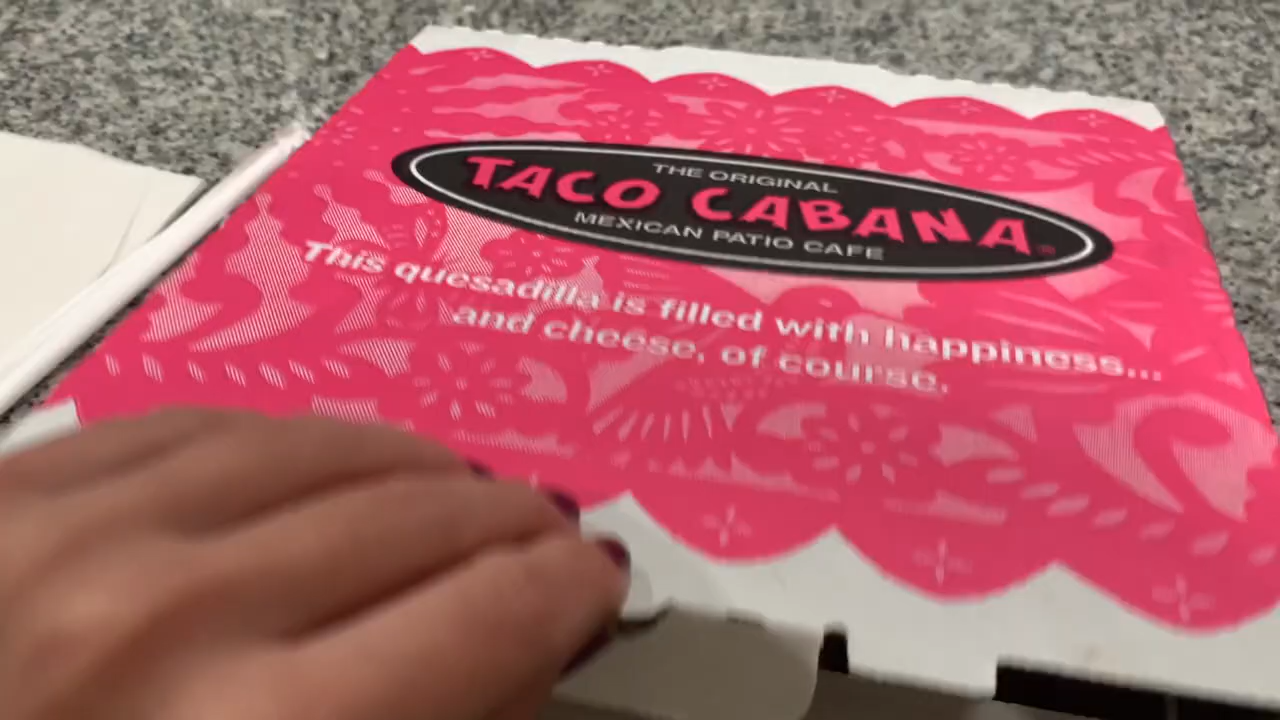 THE ORIGINAL
TACO CABANA
MEXICAN PATIO CAFE
This quesadilla is filled with happiness...
and cheese, of course.